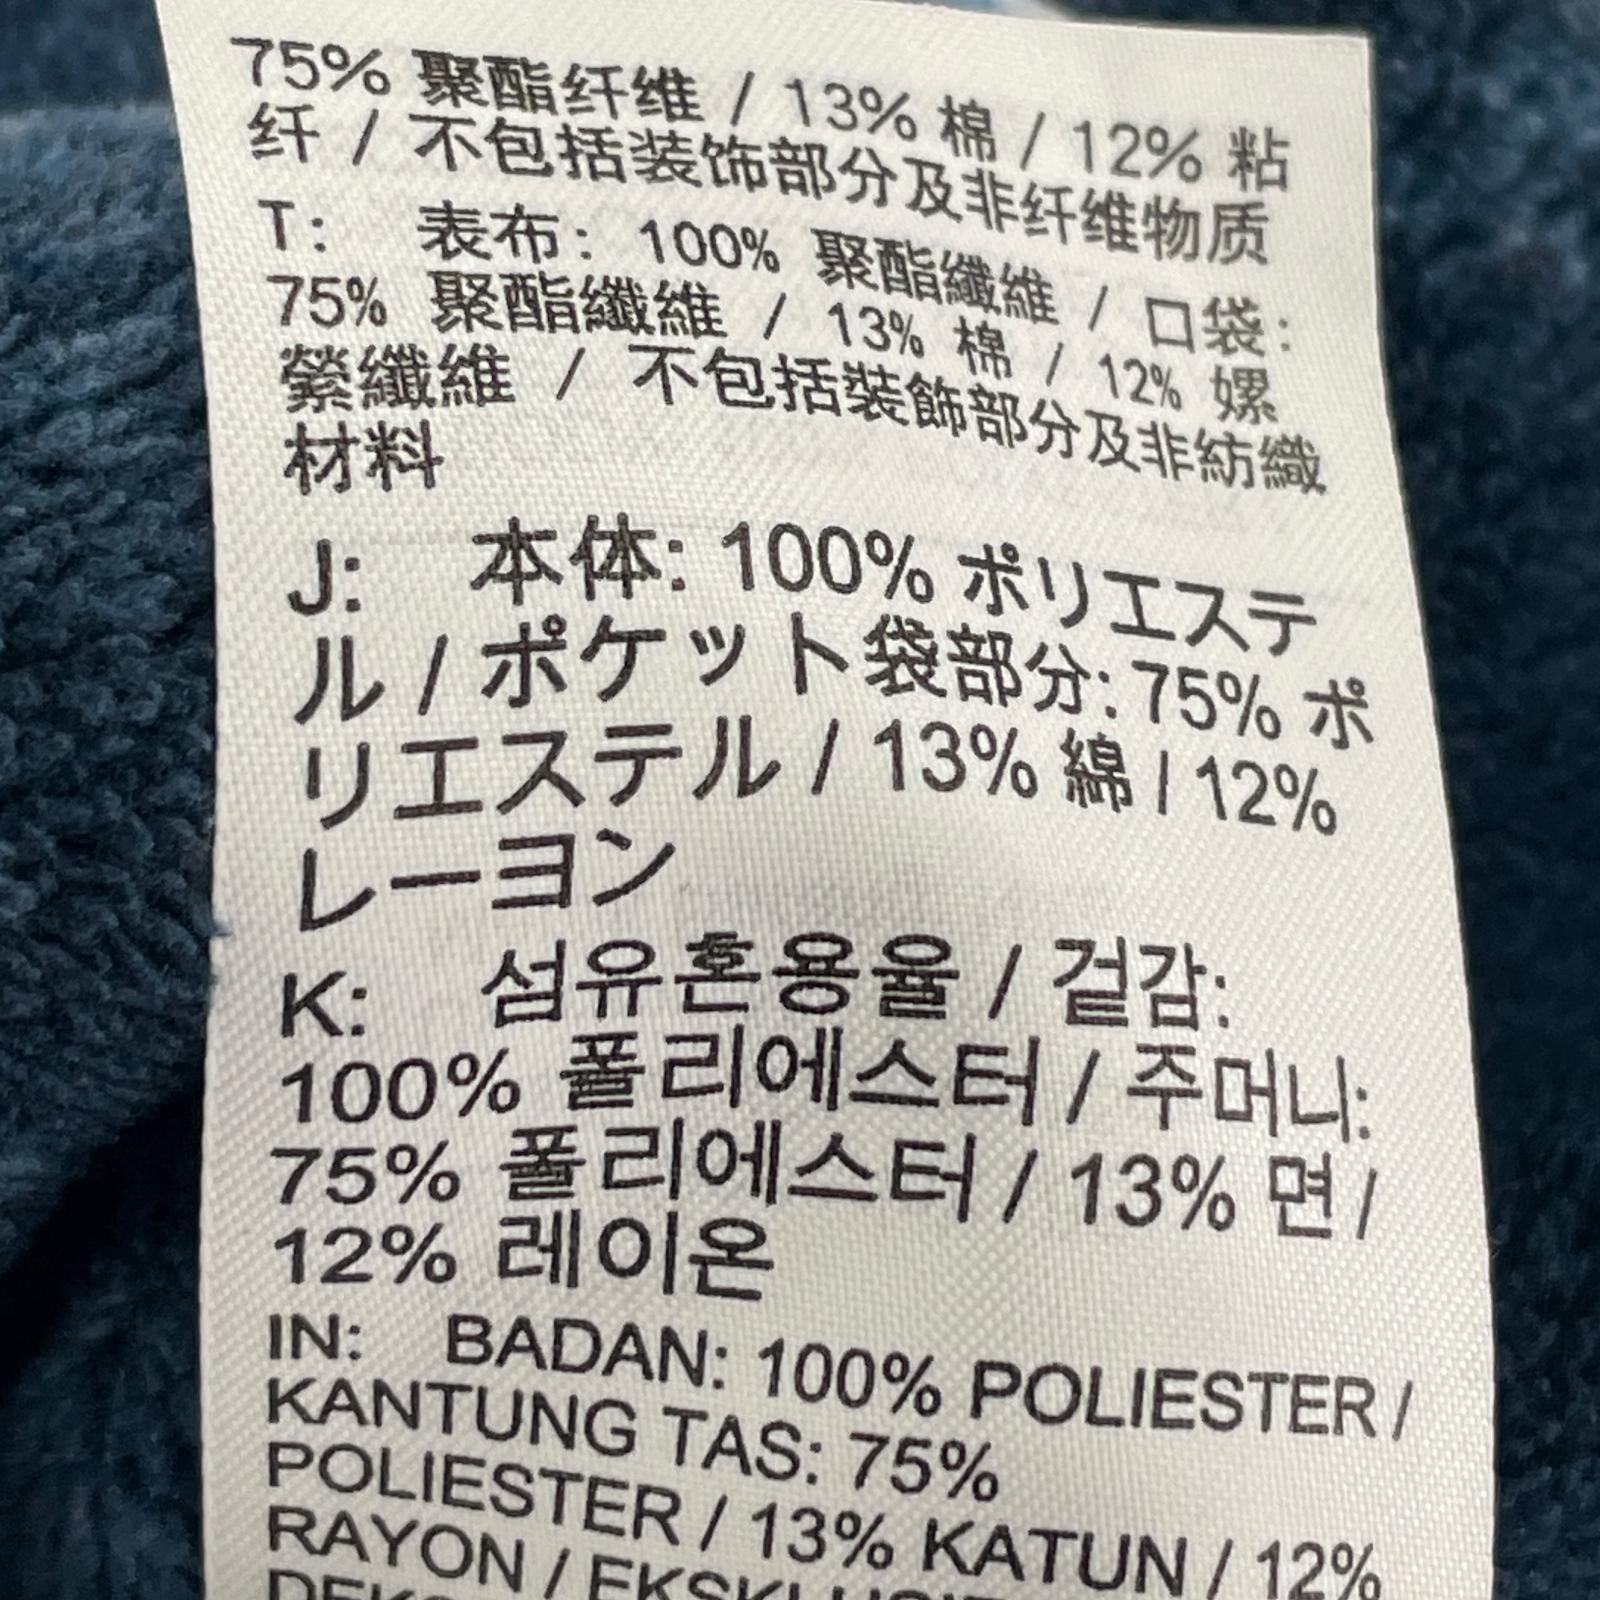 75% 聚酯纤维 / 13% 棉 / 12% 粘
纤 / 不包括装饰部分及非纤维物质
T: 表布: 100% 聚酯纖維 / 口袋:
75% 聚酯纖維 / 13% 棉 / 12% 嫘
縈纖維 / 不包括裝飾部分及非紡織
材料
J: 本体: 100% ポリエステ
ル / ポケット袋部分: 75% ポ
リエステル / 13% 綿 / 12%
レーヨン
K: 섬유혼용율 / 겉감:
100% 폴리에스터 / 주머니:
75% 폴리에스터 / 13% 면 /
12% 레이온
IN: BADAN: 100% POLIESTER /
KANTUNG TAS: 75%
POLIESTER / 13% KATUN / 12%
RAYON /